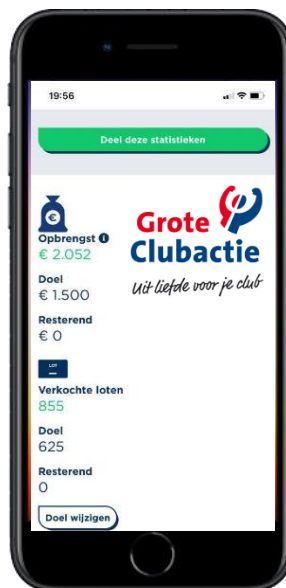 19:56
Deel deze statistieken
€
Opbrengst i
€ 2.052
Doel
€ 1.500
Resterend
€ 0
Grote
Clubactie
Uit liefde voor je club
LOT
Verkochte loten
855
Doel
625
Resterend
0
Doel wijzigen